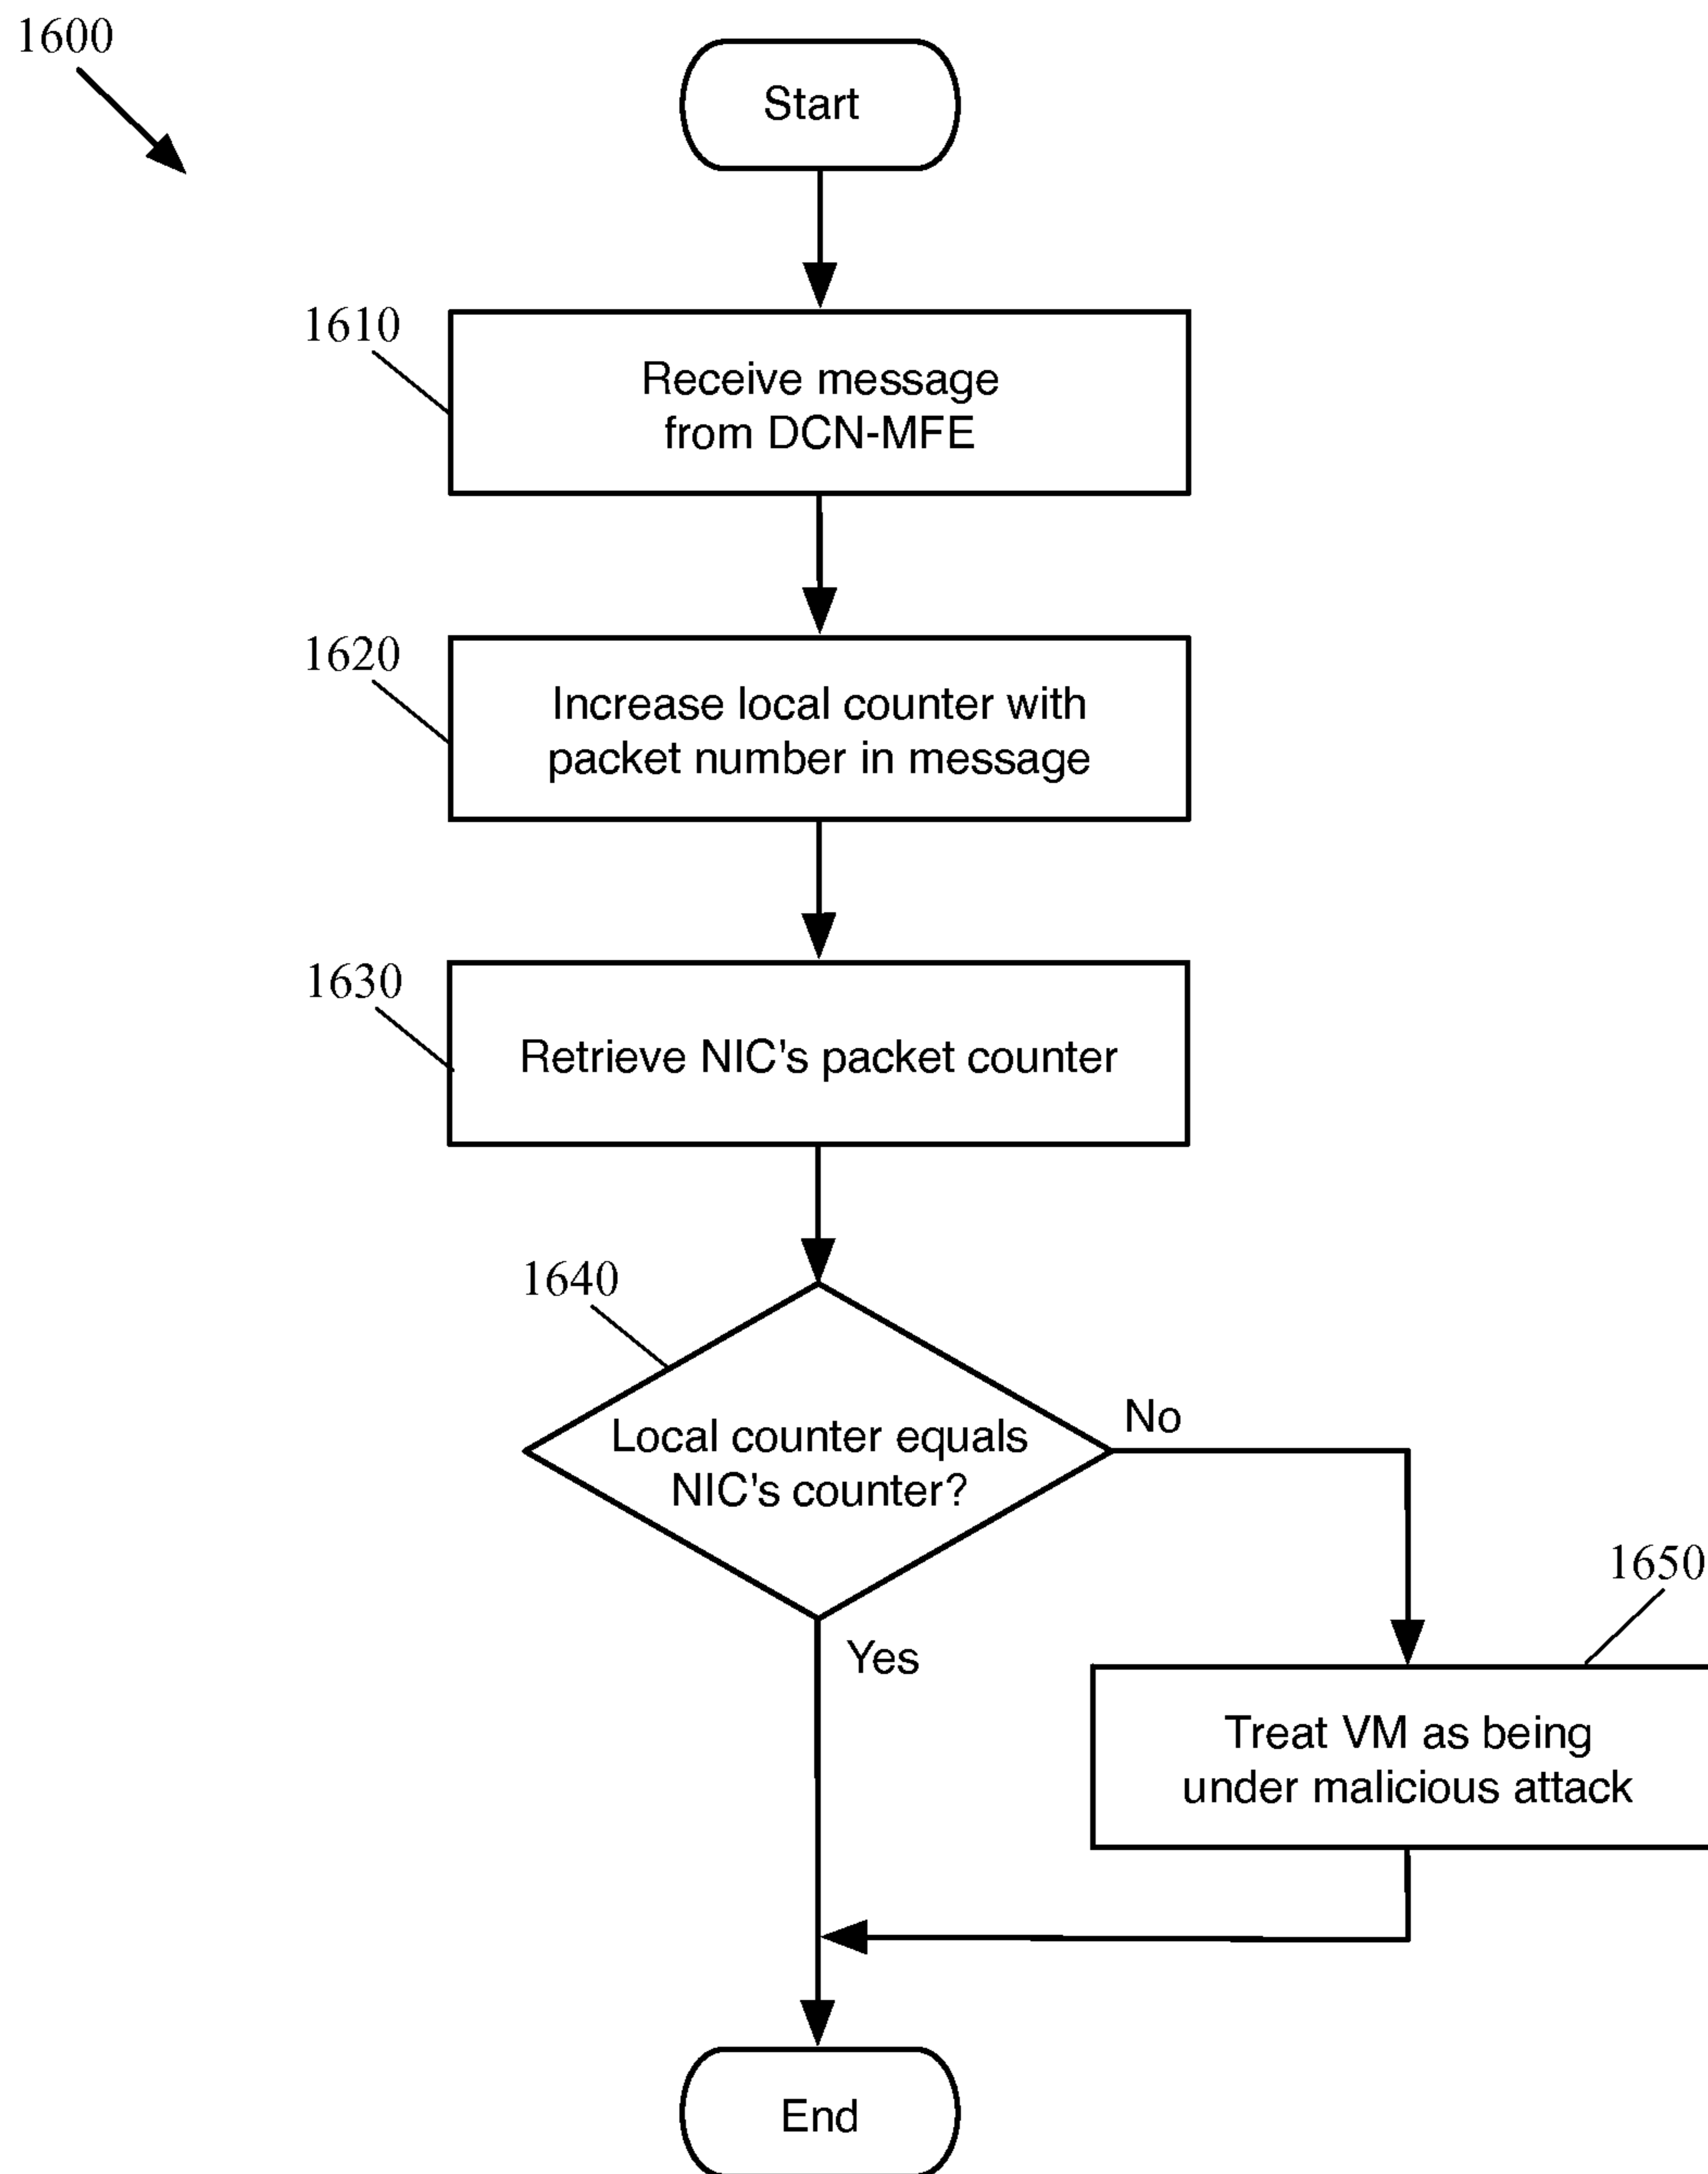 1600
Start
1610
Receive message
from DCN-MFE
1620
Increase local counter with
packet number in message
1630
Retrieve NIC's packet counter
1640
Local counter equals
NIC's counter?
No
Yes
1650
Treat VM as being
under malicious attack
End